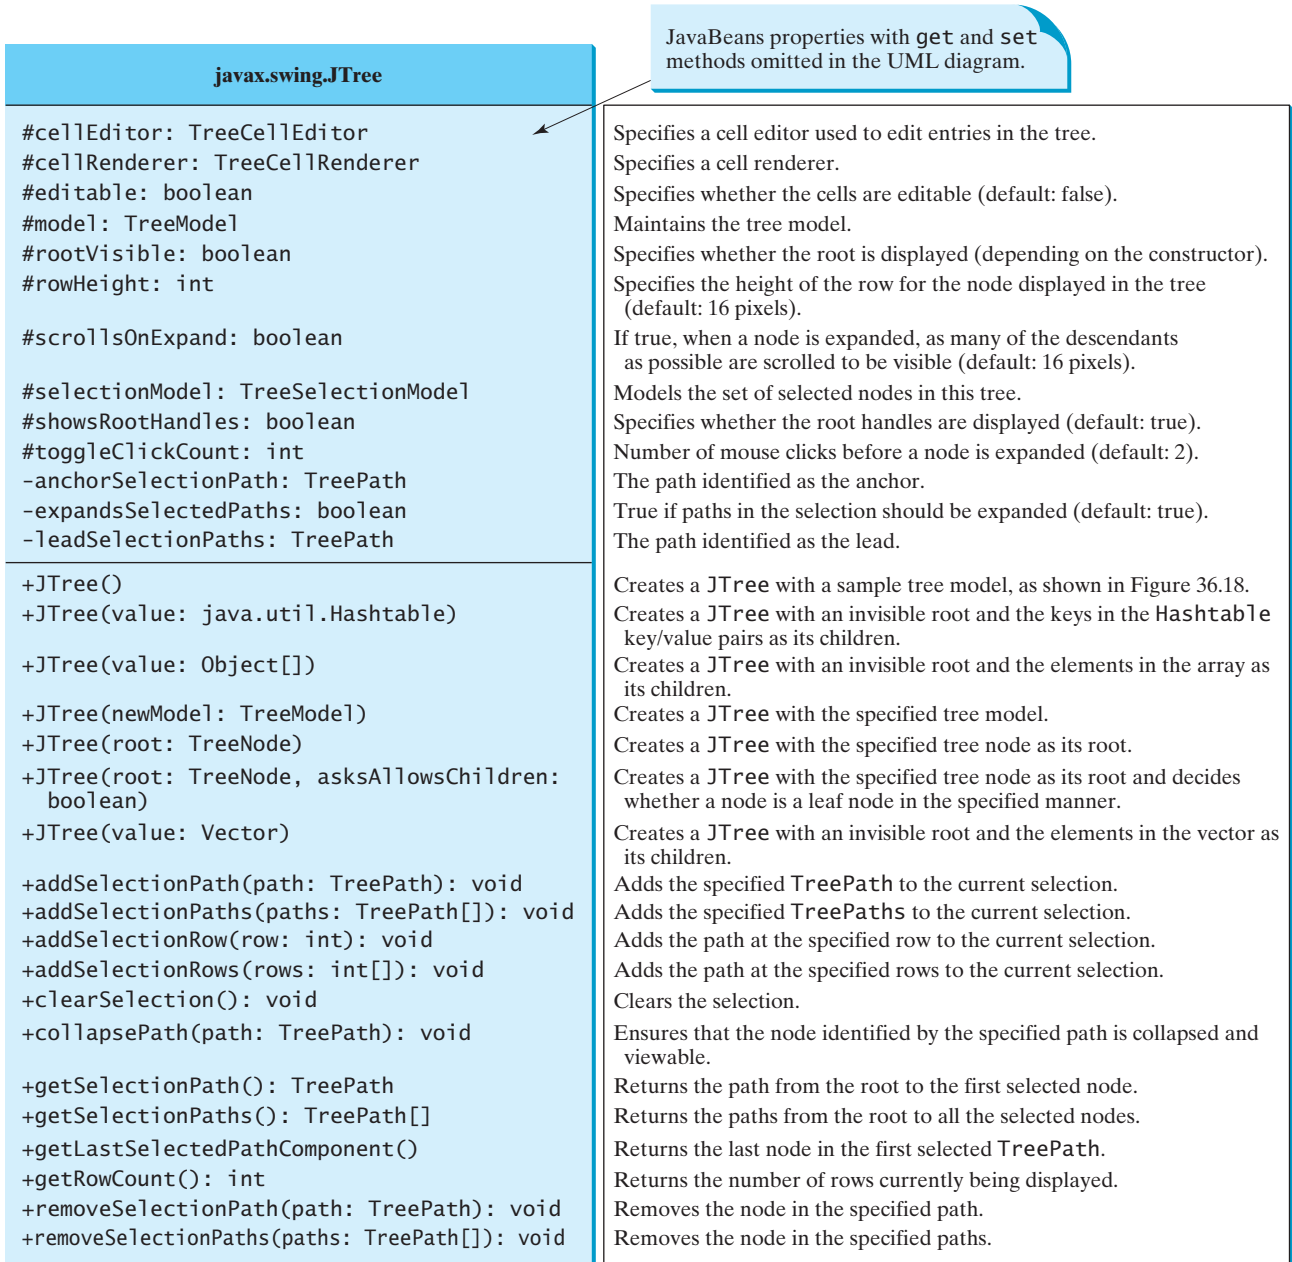 JavaBeans properties with get and set
methods omitted in the UML diagram.
javax.swing.JTree
#cellEditor: TreeCellEditor
Specifies a cell editor used to edit entries in the tree.
#cellRenderer: TreeCellRenderer
Specifies a cell renderer.
#editable: boolean
Specifies whether the cells are editable (default: false).
#model: TreeModel
Maintains the tree model.
#rootVisible: boolean
Specifies whether the root is displayed (depending on the constructor).
#rowHeight: int
Specifies the height of the row for the node displayed in the tree
(default: 16 pixels).
#scrollsOnExpand: boolean
If true, when a node is expanded, as many of the descendants
as possible are scrolled to be visible (default: 16 pixels).
#selectionModel: TreeSelectionModel
Models the set of selected nodes in this tree.
#showsRootHandles: boolean
Specifies whether the root handles are displayed (default: true).
#toggleClickCount: int
Number of mouse clicks before a node is expanded (default: 2).
-anchorSelectionPath: TreePath
The path identified as the anchor.
-expandsSelectedPaths: boolean
True if paths in the selection should be expanded (default: true).
-leadSelectionPaths: TreePath
The path identified as the lead.
+JTree()
Creates a JTree with a sample tree model, as shown in Figure 36.18.
+JTree(value: java.util.Hashtable)
Creates a JTree with an invisible root and the keys in the Hashtable
key/value pairs as its children.
+JTree(value: Object[])
Creates a JTree with an invisible root and the elements in the array as
its children.
+JTree(newModel: TreeModel)
Creates a JTree with the specified tree model.
+JTree(root: TreeNode)
Creates a JTree with the specified tree node as its root.
+JTree(root: TreeNode, asksAllowsChildren:
boolean)
Creates a JTree with the specified tree node as its root and decides
whether a node is a leaf node in the specified manner.
+JTree(value: Vector)
Creates a JTree with an invisible root and the elements in the vector as
its children.
+addSelectionPath(path: TreePath): void
Adds the specified TreePath to the current selection.
+addSelectionPaths(paths: TreePath[]): void
Adds the specified TreePaths to the current selection.
+addSelectionRow(row: int): void
Adds the path at the specified row to the current selection.
+addSelectionRows(rows: int[]): void
Adds the path at the specified rows to the current selection.
+clearSelection(): void
Clears the selection.
+collapsePath(path: TreePath): void
Ensures that the node identified by the specified path is collapsed and
viewable.
+getSelectionPath(): TreePath
Returns the path from the root to the first selected node.
+getSelectionPaths(): TreePath[]
Returns the paths from the root to all the selected nodes.
+getLastSelectedPathComponent()
Returns the last node in the first selected TreePath.
+getRowCount(): int
Returns the number of rows currently being displayed.
+removeSelectionPath(path: TreePath): void
Removes the node in the specified path.
+removeSelectionPaths(paths: TreePath[]): void
Removes the node in the specified paths.